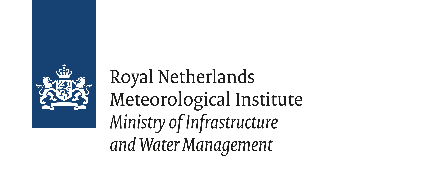 Royal Netherlands
Meteorological Institute
Ministry of Infrastructure
and Water Management